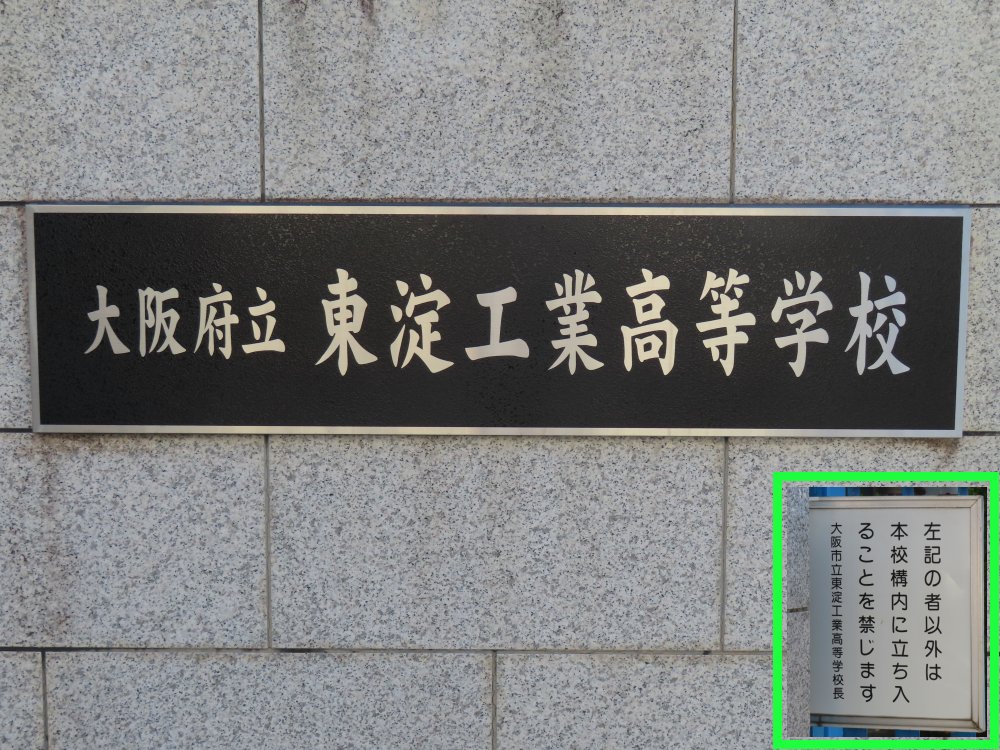 大阪府立 東淀工業高等学校
左記の者以外は
本校構内に立ち入
ることを禁じます
大阪市立東淀工業高等学校長